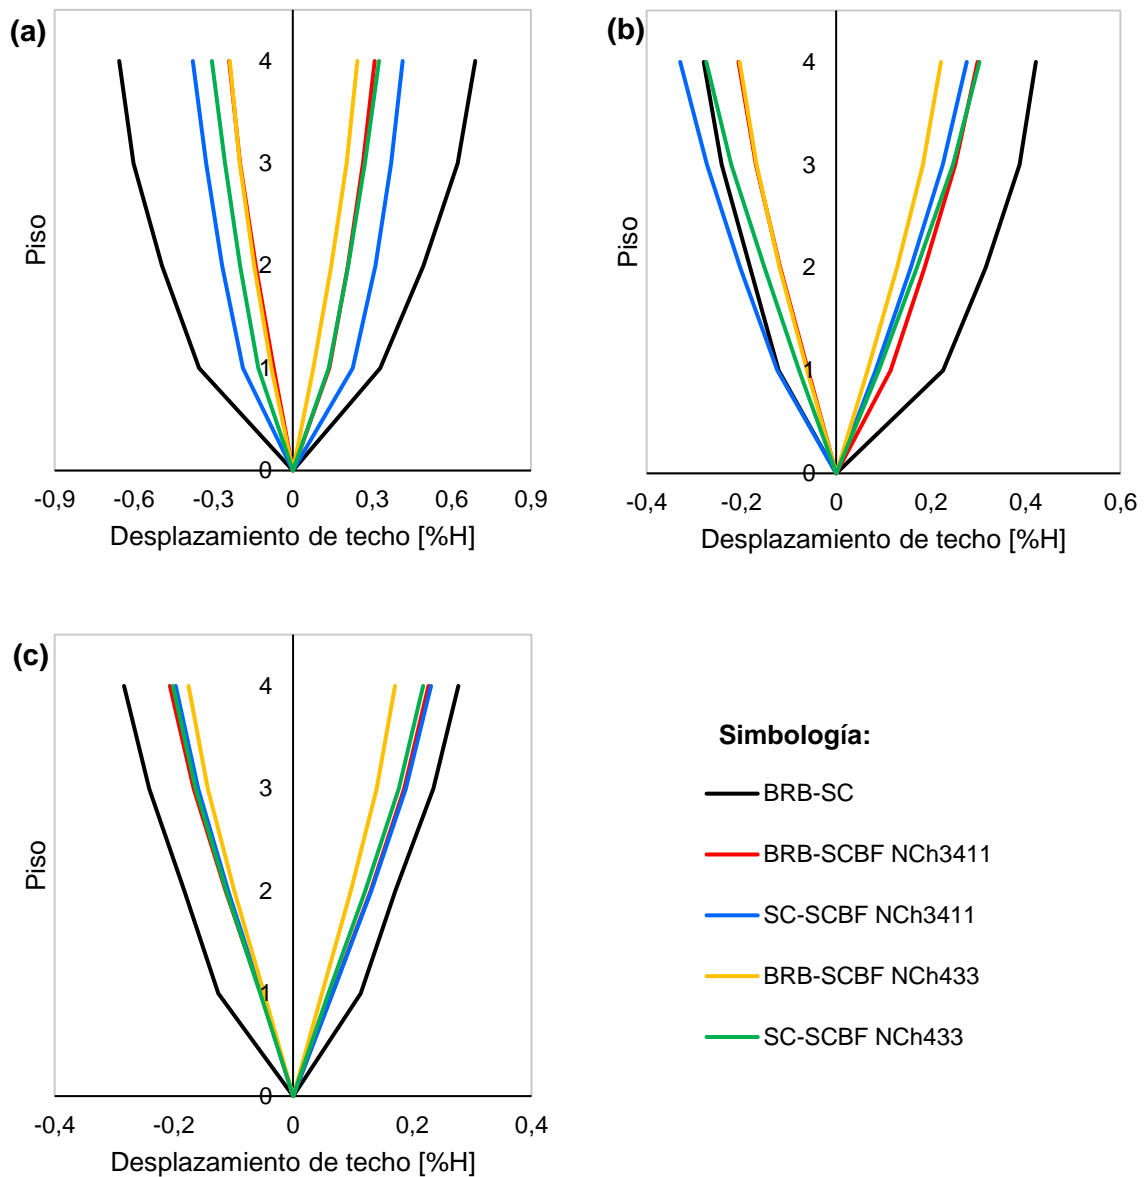 (a)
4
3
2
1
0
Piso
-0,9 -0,6 -0,3 0 0,3 0,6 0,9
Desplazamiento de techo [%H]
(b)
4
3
2
1
0
Piso
-0,4 -0,2 0 0,2 0,4 0,6
Desplazamiento de techo [%H]
(c)
4
3
2
1
0
Piso
-0,4 -0,2 0 0,2 0,4
Desplazamiento de techo [%H]
Simbología:
BRB-SC
BRB-SCBF NCh3411
SC-SCBF NCh3411
BRB-SCBF NCh433
SC-SCBF NCh433